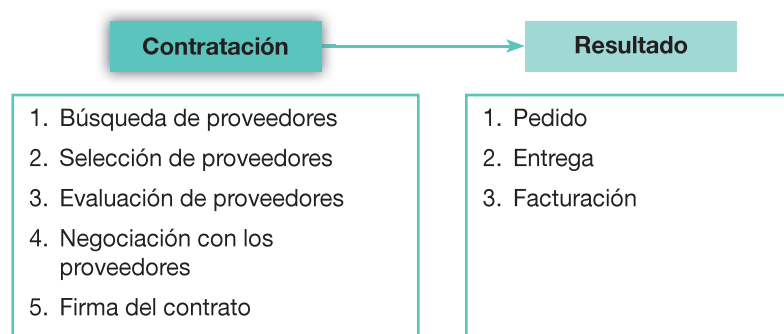 Contratación
Resultado
1. Búsqueda de proveedores
2. Selección de proveedores
3. Evaluación de proveedores
4. Negociación con los
proveedores
5. Firma del contrato
1. Pedido
2. Entrega
3. Facturación